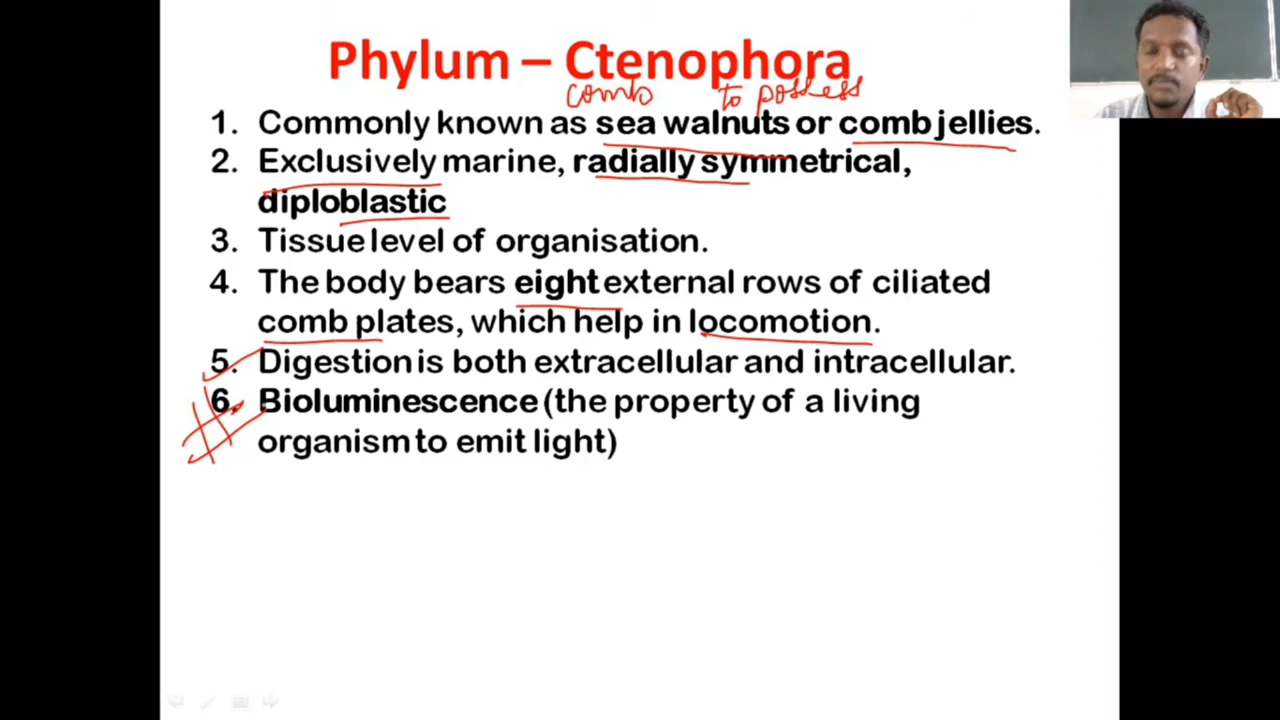 Phylum – Ctenophora
comb to possess
1. Commonly known as sea walnuts or comb jellies.
2. Exclusively marine, radially symmetrical,
diploblastic
3. Tissue level of organisation.
4. The body bears eight external rows of ciliated
comb plates, which help in locomotion.
5. Digestion is both extracellular and intracellular.
6. Bioluminescence (the property of a living
organism to emit light)